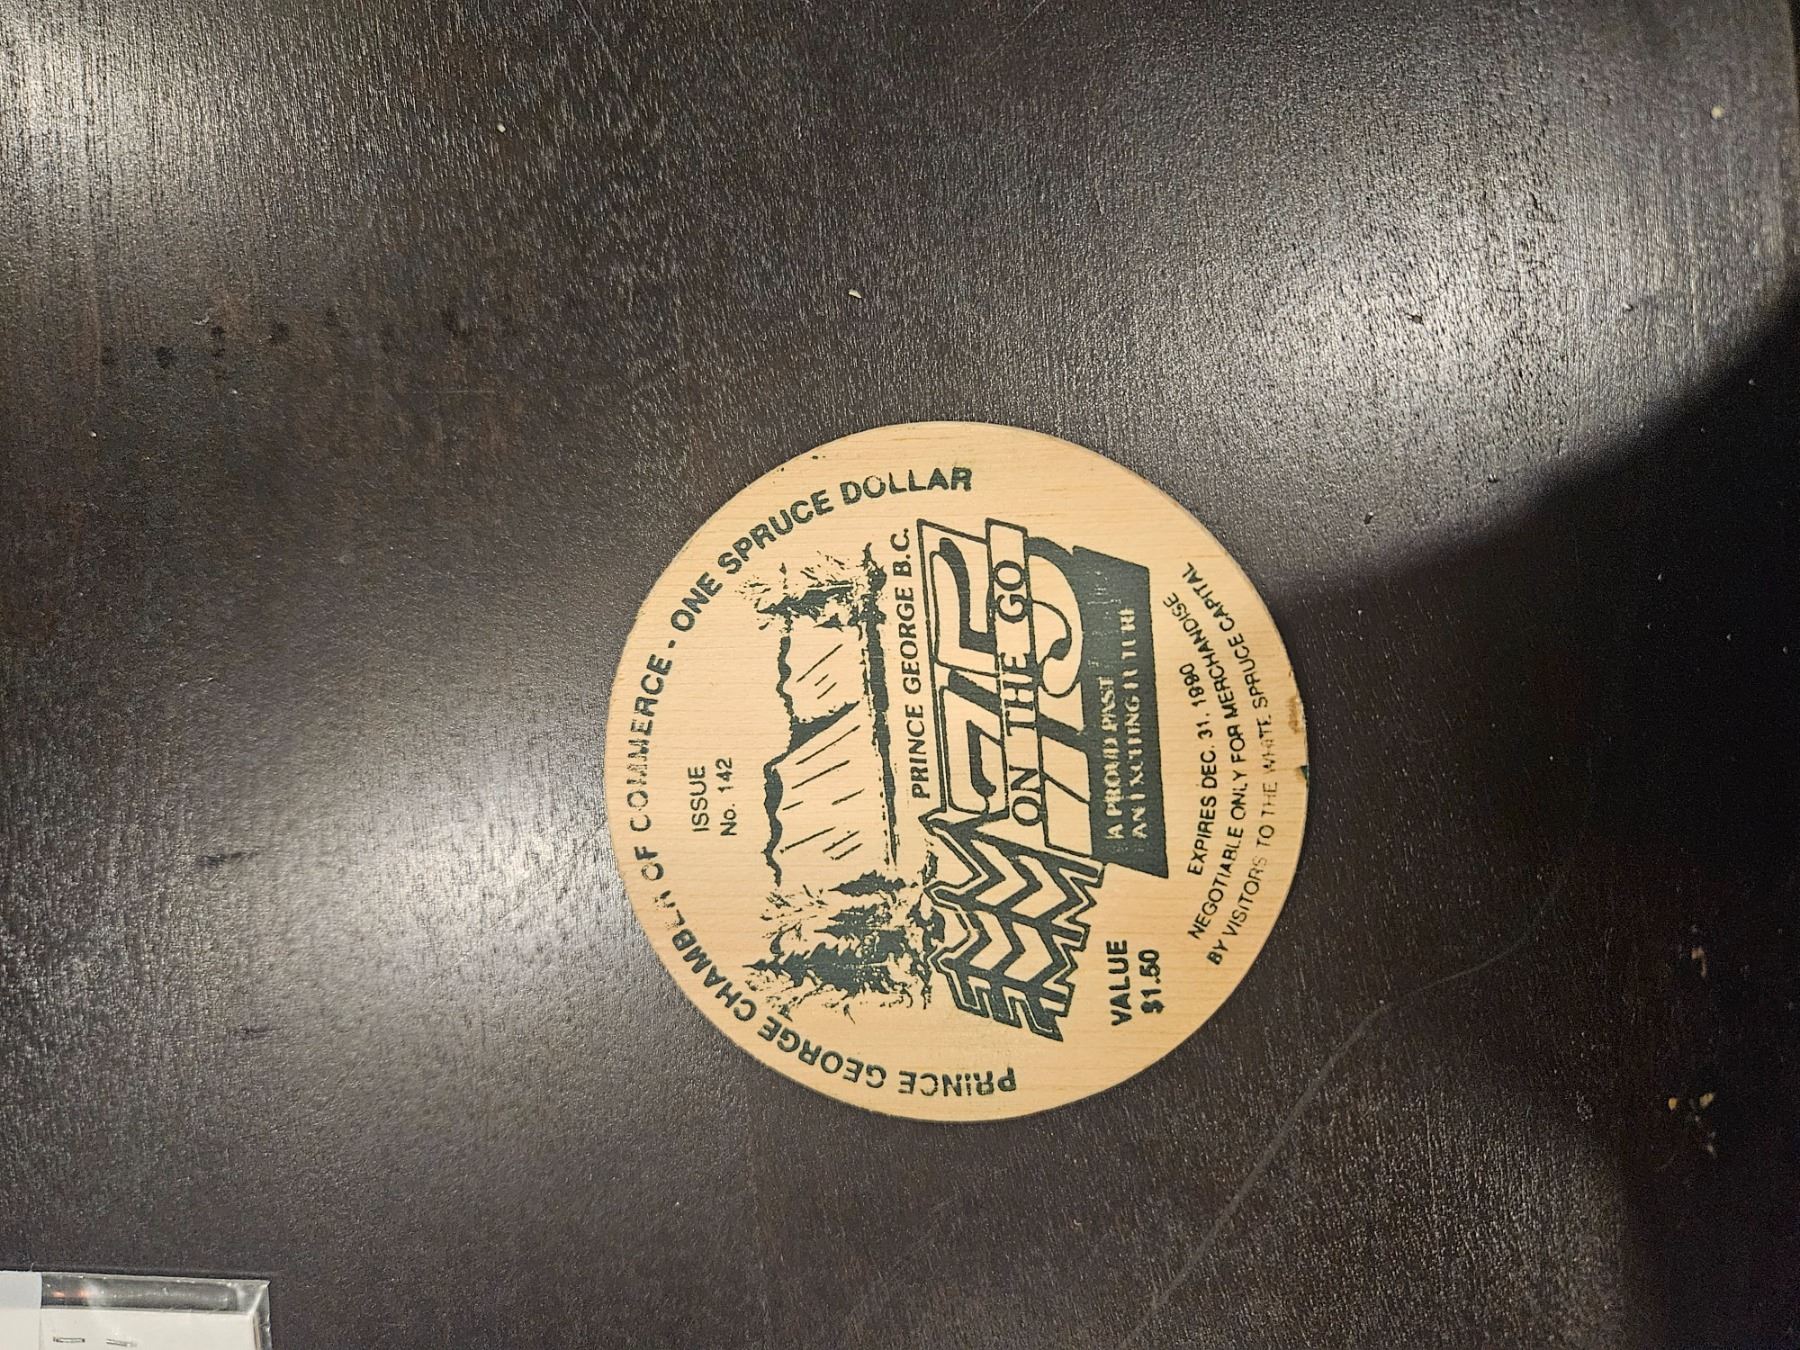 PRINCE GEORGE CHAMBER OF COMMERCE - ONE SPRUCE DOLLAR
ISSUE
No. 142
PRINCE GEORGE B.C.
75
ON THE GO
A PROUD PAST
AN EXCITING FUTURE
VALUE
$1.50
EXPIRES DEC. 31, 1990
NEGOTIABLE ONLY FOR MERCHANDISE
BY VISITORS TO THE WHITE SPRUCE CAPITAL